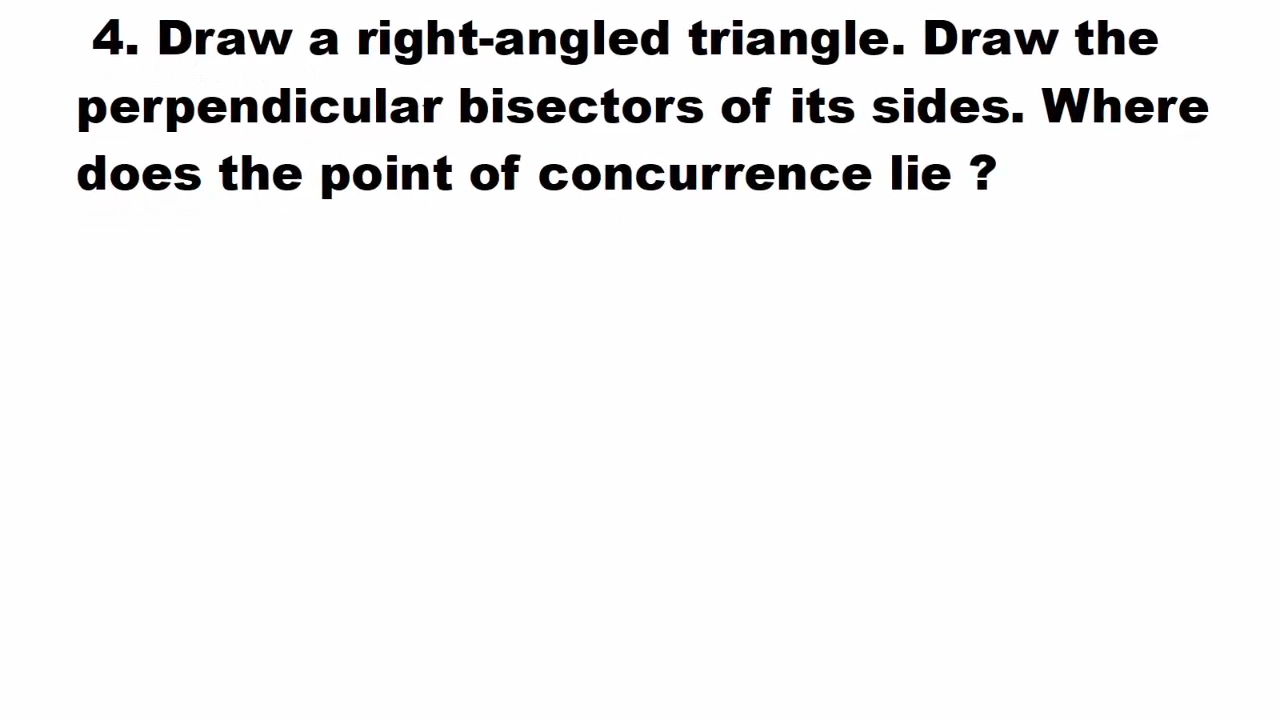 4. Draw a right-angled triangle. Draw the
perpendicular bisectors of its sides. Where
does the point of concurrence lie ?